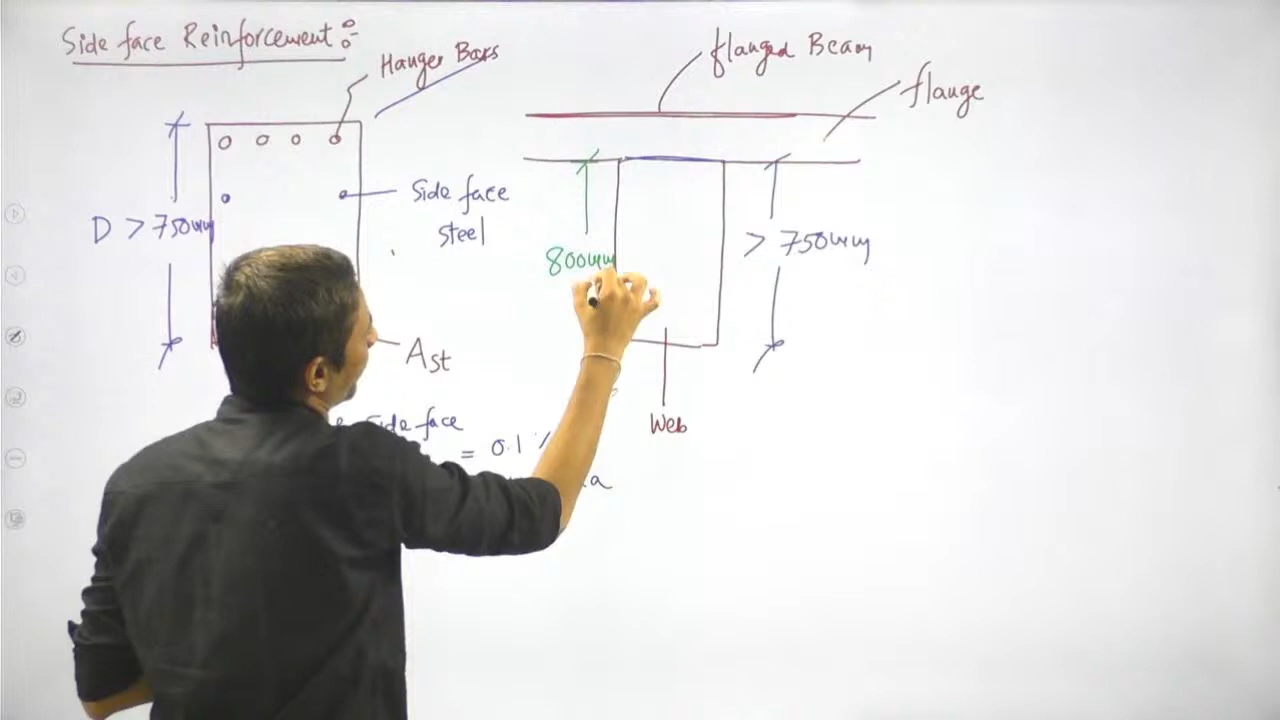 Side face Reinforcement :-
Hanger Bars
D > 750mm
Side face
steel
Ast
side face
= 0.1 %
flanged Beam
flange
800mm
> 750mm
Web